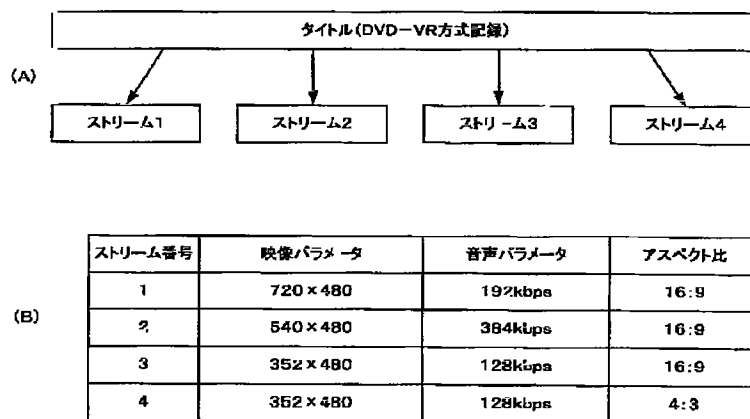 タイトル(DVD-VR方式記録)
(A)
ストリーム1 ストリーム2 ストリーム3 ストリーム4
(B)
ストリーム番号 映像パラメータ 音声パラメータ アスペクト比
1 720×480 192kbps 16:9
2 540×480 384kbps 16:9
3 352×480 128kbps 16:9
4 352×480 128kbps 4:3